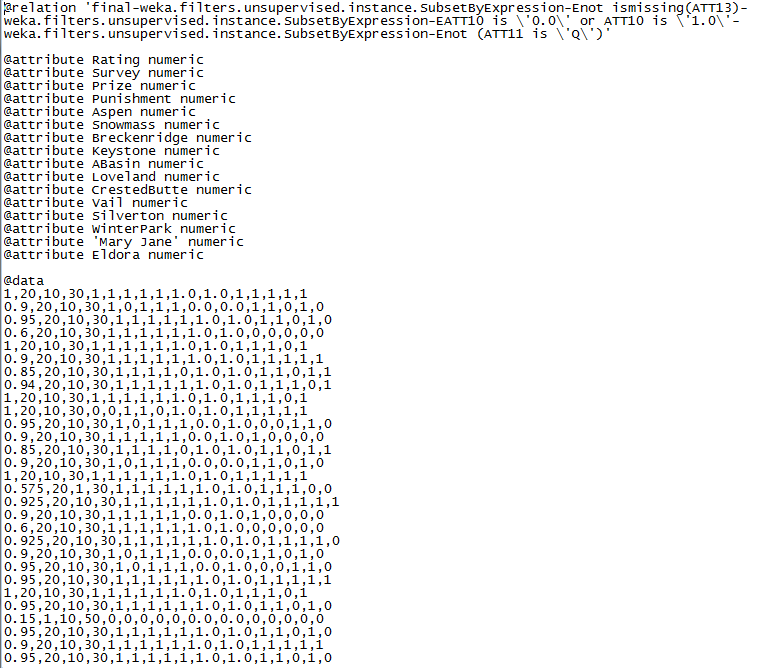 @relation 'final-weka.filters.unsupervised.instance.SubsetByExpression-Enot ismissing(ATT13)-
weka.filters.unsupervised.instance.SubsetByExpression-EATT10 is \'0.0\' or ATT10 is \'1.0\'-
weka.filters.unsupervised.instance.SubsetByExpression-Enot (ATT11 is \'Q\')'
@attribute Rating numeric
@attribute Survey numeric
@attribute Prize numeric
@attribute Punishment numeric
@attribute Aspen numeric
@attribute Snowmass numeric
@attribute Breckenridge numeric
@attribute Keystone numeric
@attribute ABasin numeric
@attribute Loveland numeric
@attribute CrestedButte numeric
@attribute Vail numeric
@attribute Silverton numeric
@attribute WinterPark numeric
@attribute 'Mary Jane' numeric
@attribute Eldora numeric
@data
1,20,10,30,1,1,1,1,1,1.0,1.0,1,1,1,1,1
0.9,20,10,30,1,0,1,1,1,0.0,0.0,1,1,0,1,0
0.95,20,10,30,1,1,1,1,1,1.0,1.0,1,1,0,1,0
0.6,20,10,30,1,1,1,1,1,1.0,1.0,0,0,0,0,0
1,20,10,30,1,1,1,1,1,1.0,1.0,1,1,1,0,1
0.9,20,10,30,1,1,1,1,1,1.0,1.0,1,1,1,1,1
0.85,20,10,30,1,1,1,1,0,1.0,1.0,1,1,0,1,1
0.94,20,10,30,1,1,1,1,1,1.0,1.0,1,1,1,0,1
1,20,10,30,1,1,1,1,1,1.0,1.0,1,1,1,0,1
1,20,10,30,0,0,1,1,0,1.0,1.0,1,1,1,1,1
0.95,20,10,30,1,0,1,1,1,0.0,1.0,0,0,1,1,0
0.9,20,10,30,1,1,1,1,1,0.0,1.0,1,0,0,0,0
0.85,20,10,30,1,1,1,1,0,1.0,1.0,1,1,0,1,1
0.9,20,10,30,1,0,1,1,1,0.0,0.0,1,1,0,1,0
1,20,10,30,1,1,1,1,1,1.0,1.0,1,1,1,1,1
0.575,20,1,30,1,1,1,1,1,1.0,1.0,1,1,1,0,0
0.925,20,10,30,1,1,1,1,1,1.0,1.0,1,1,1,1,1
0.9,20,10,30,1,1,1,1,1,0.0,1.0,1,0,0,0,0
0.6,20,10,30,1,1,1,1,1,1.0,1.0,0,0,0,0,0
0.925,20,10,30,1,1,1,1,1,1.0,1.0,1,1,1,1,0
0.9,20,10,30,1,0,1,1,1,0.0,0.0,1,1,0,1,0
0.95,20,10,30,1,0,1,1,1,0.0,1.0,0,0,1,1,0
0.95,20,10,30,1,1,1,1,1,1.0,1.0,1,1,1,1,1
1,20,10,30,1,1,1,1,1,1.0,1.0,1,1,1,0,1
0.95,20,10,30,1,1,1,1,1,1.0,1.0,1,1,0,1,0
0.15,1,10,50,0,0,0,0,0,0.0,0.0,0,0,0,0,0
0.95,20,10,30,1,1,1,1,1,1.0,1.0,1,1,0,1,0
0.9,20,10,30,1,1,1,1,1,1.0,1.0,1,1,1,1,1
0.95,20,10,30,1,1,1,1,1,1.0,1.0,1,1,0,1,0